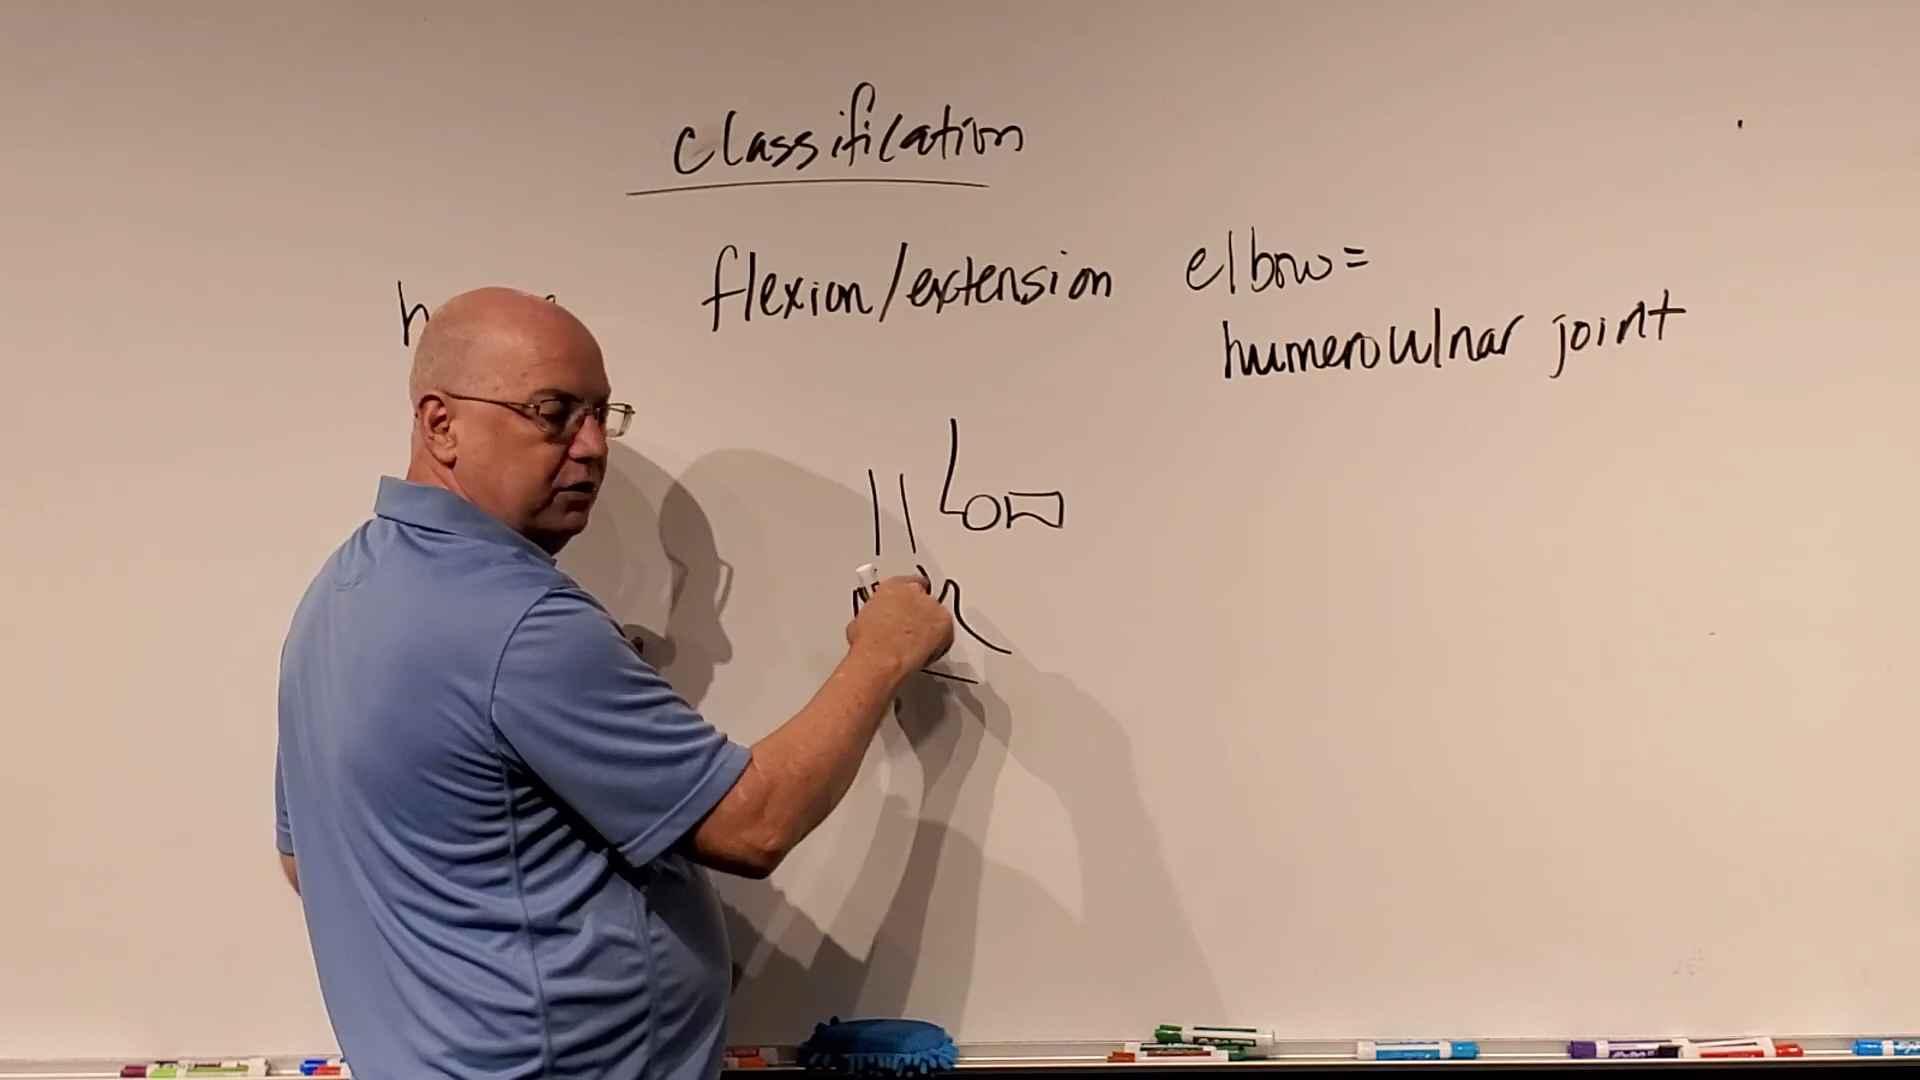 classification
flexion/extension elbow=
humeroulnar joint